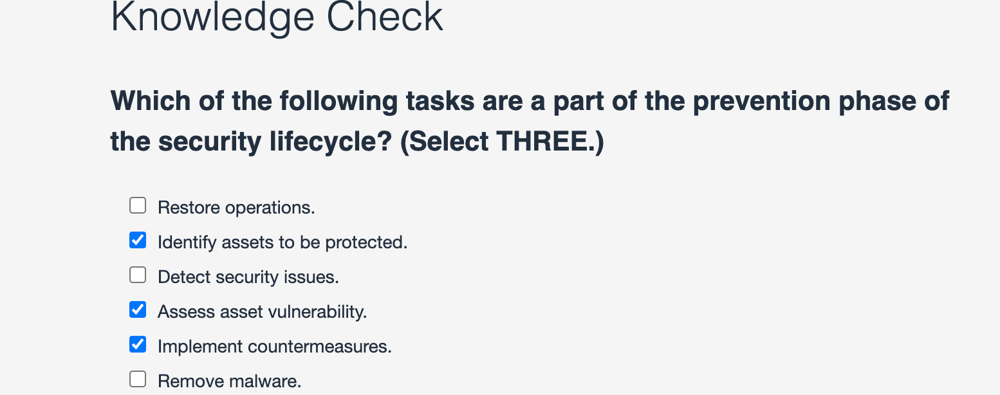 Knowledge Check
Which of the following tasks are a part of the prevention phase of
the security lifecycle? (Select THREE.)
Restore operations.
Identify assets to be protected.
Detect security issues.
Assess asset vulnerability.
Implement countermeasures.
Remove malware.